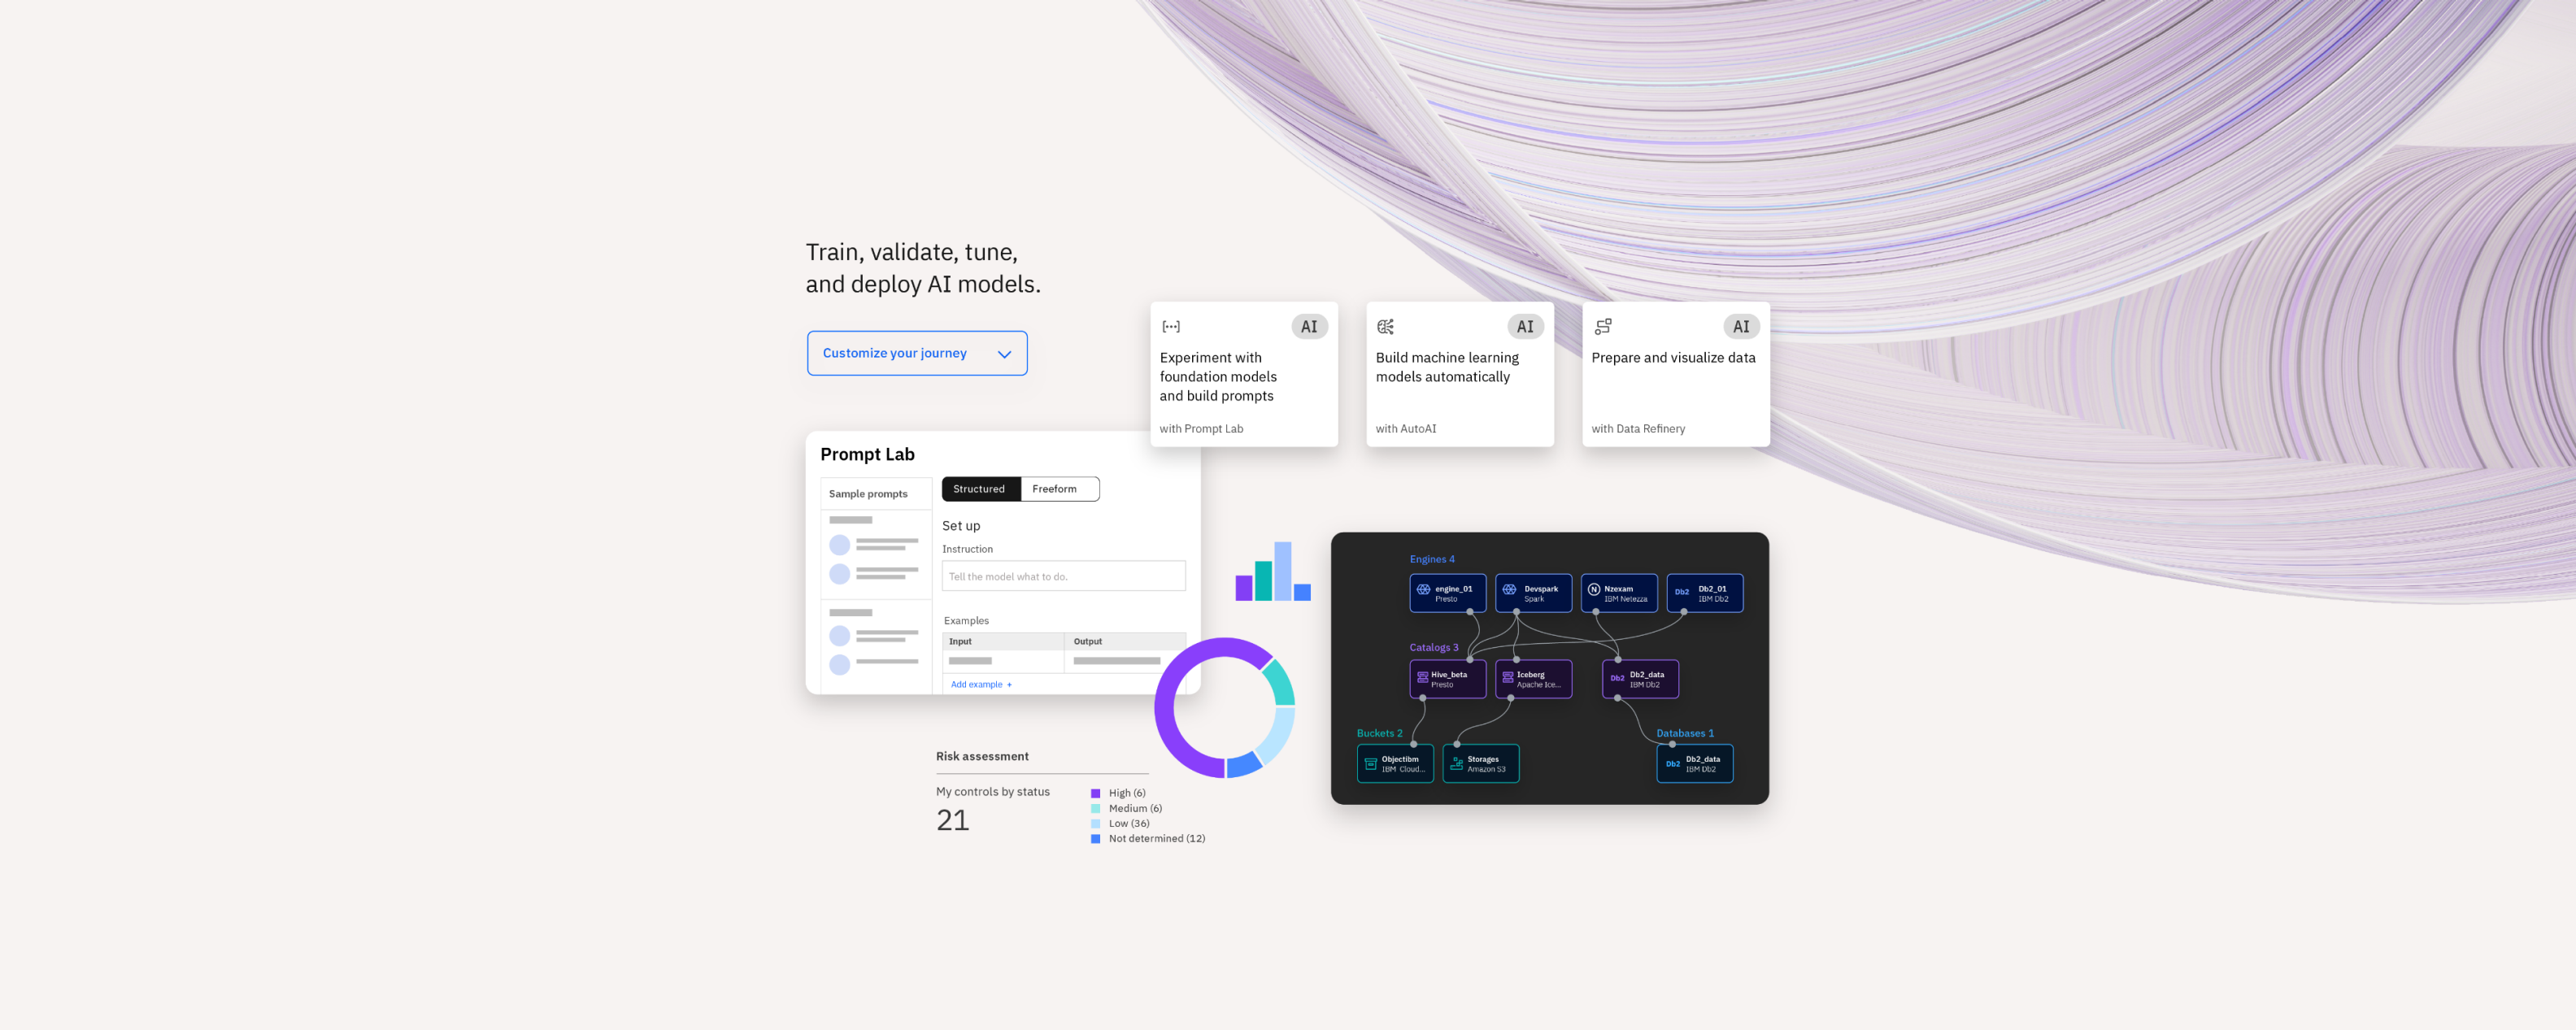 Train, validate, tune,
and deploy AI models.
Customize your journey
AI
Experiment with
foundation models
and build prompts
with Prompt Lab
AI
Build machine learning
models automatically
with AutoAI
AI
Prepare and visualize data
with Data Refinery
Prompt Lab
Sample prompts
Structured
Freeform
Set up
Instruction
Tell the model what to do.
Examples
Input
Output
Add example +
Risk assessment
My controls by status
21
High (6)
Medium (6)
Low (36)
Not determined (12)
Engines 4
engine_01
Presto
Devspark
Spark
N
Nzexam
IBM Netezza
Db2
Db2_01
IBM Db2
Catalogs 3
Hive_beta
Presto
Iceberg
Apache Ice...
Db2
Db2_data
IBM Db2
Buckets 2
Objectibm
IBM Cloud...
Storages
Amazon S3
Databases 1
Db2
Db2_data
IBM Db2